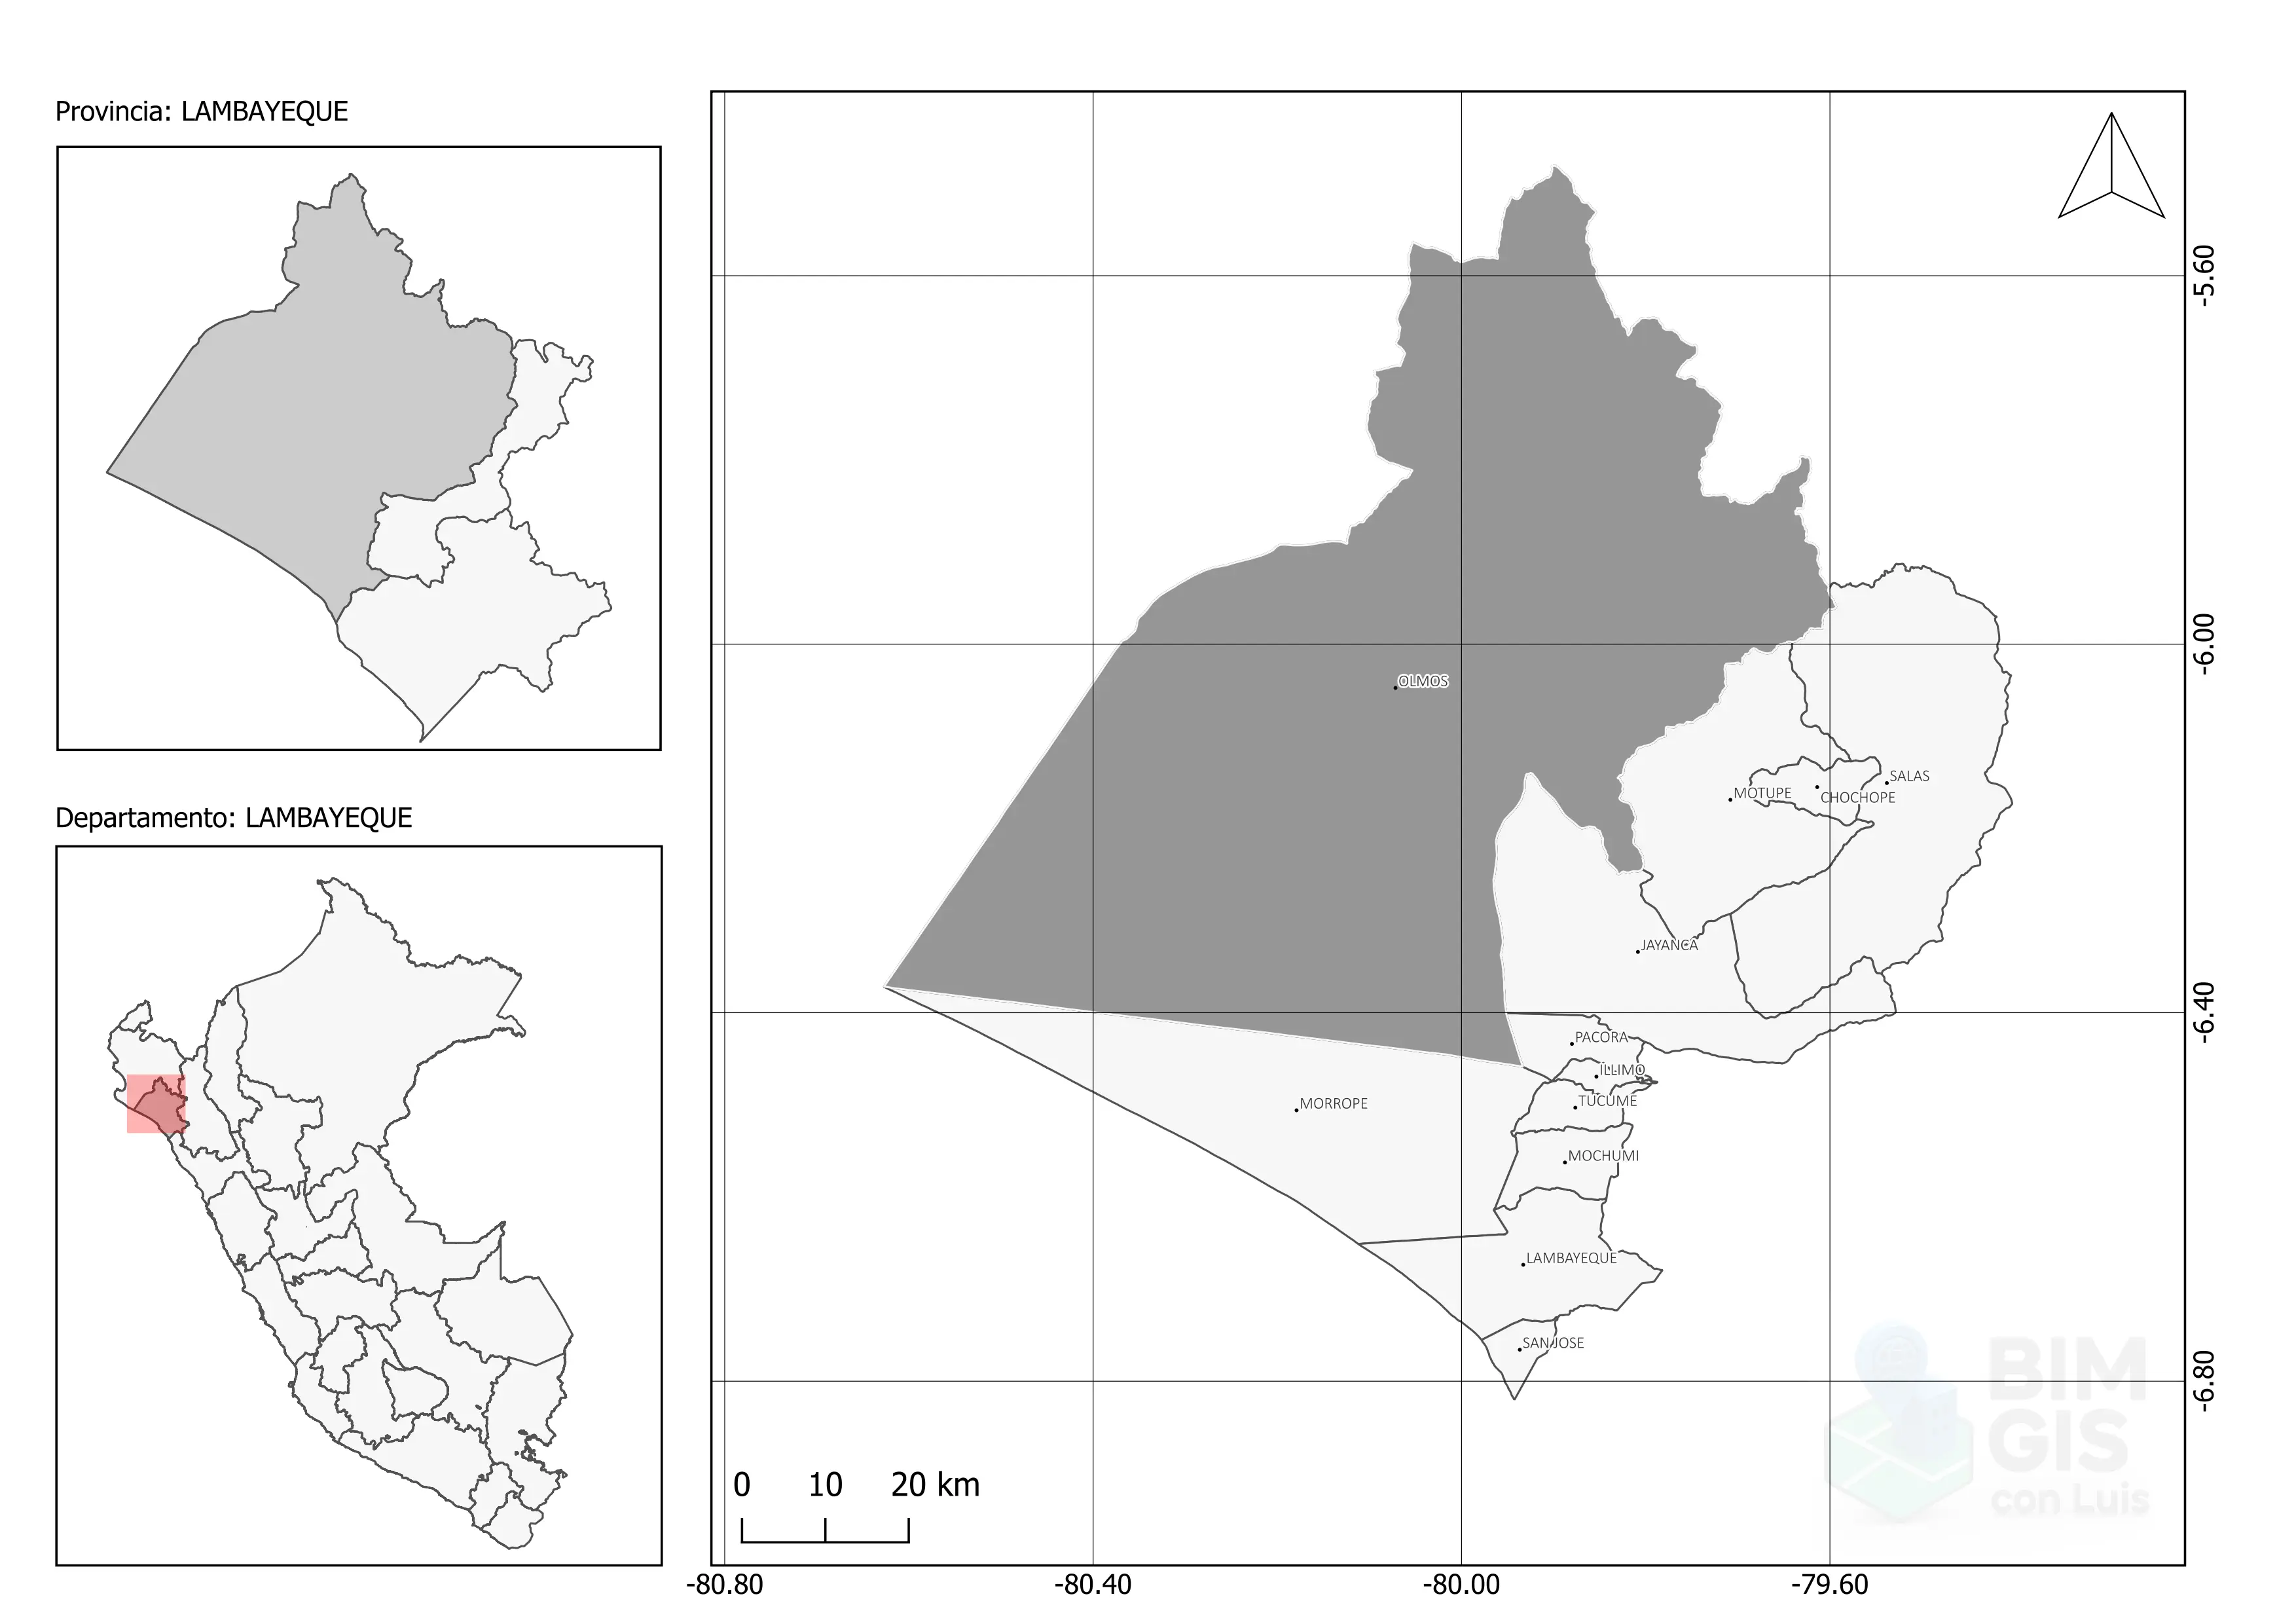 Provincia: LAMBAYEQUE
Departamento: LAMBAYEQUE
-5.60
-6.00
-6.40
-6.80
OLMOS
SALAS
MOTUPE
CHOCHOPE
JAYANCA
PACORA
ILLIMO
TUCUME
MORROPE
MOCHUMI
LAMBAYEQUE
SAN JOSE
BIM
GIS
con Luis
0 10 20 km
-80.80 -80.40 -80.00 -79.60